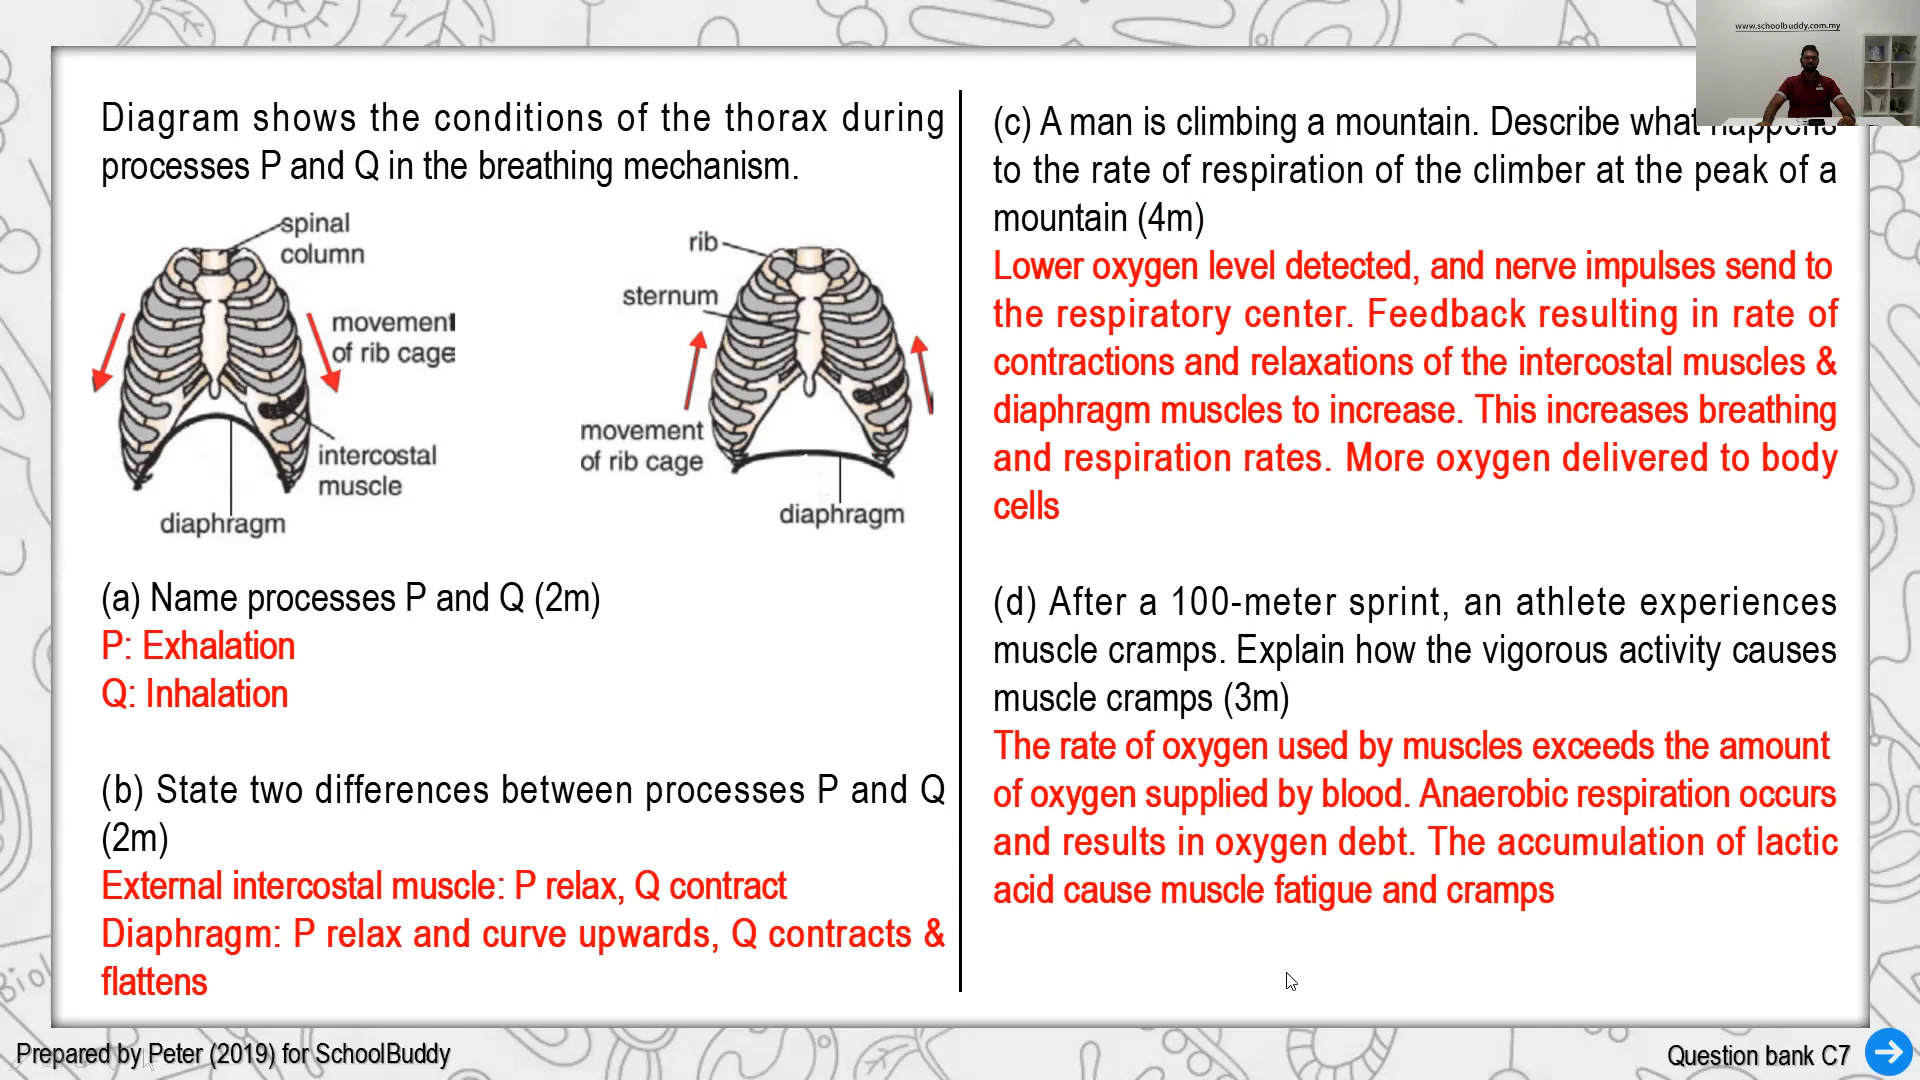 www.schoolbuddy.com.my
Diagram shows the conditions of the thorax during
processes P and Q in the breathing mechanism.
spinal
column
movement
of rib cage
intercostal
muscle
diaphragm
rib
sternum
movement
of rib cage
diaphragm
(a) Name processes P and Q (2m)
P: Exhalation
Q: Inhalation
(b) State two differences between processes P and Q
(2m)
External intercostal muscle: P relax, Q contract
Diaphragm: P relax and curve upwards, Q contracts &
flattens
(c) A man is climbing a mountain. Describe what happens
to the rate of respiration of the climber at the peak of a
mountain (4m)
Lower oxygen level detected, and nerve impulses send to
the respiratory center. Feedback resulting in rate of
contractions and relaxations of the intercostal muscles &
diaphragm muscles to increase. This increases breathing
and respiration rates. More oxygen delivered to body
cells
(d) After a 100-meter sprint, an athlete experiences
muscle cramps. Explain how the vigorous activity causes
muscle cramps (3m)
The rate of oxygen used by muscles exceeds the amount
of oxygen supplied by blood. Anaerobic respiration occurs
and results in oxygen debt. The accumulation of lactic
acid cause muscle fatigue and cramps
Biol
Prepared by Peter (2019) for SchoolBuddy
Question bank C7